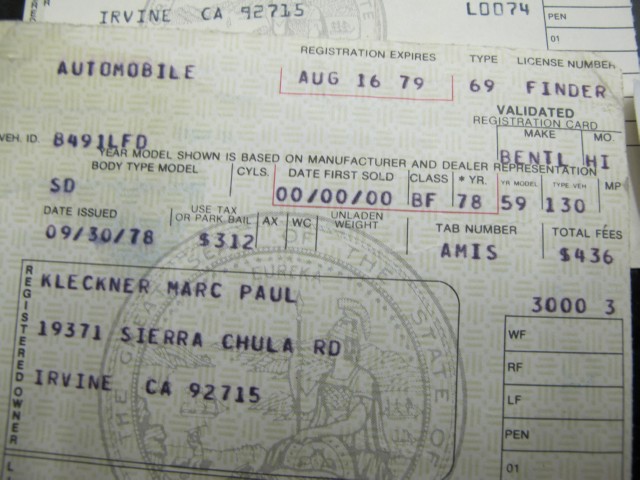 IRVINE CA 92715 L0074 PEN
01
REGISTRATION EXPIRES TYPE LICENSE NUMBER
AUTOMOBILE AUG 16 79 69 FINDER
VALIDATED
REGISTRATION CARD
MAKE MO.
VEH. ID. B491LFD BENTL HI
YEAR MODEL SHOWN IS BASED ON MANUFACTURER AND DEALER REPRESENTATION
BODY TYPE MODEL CYLS. DATE FIRST SOLD CLASS * YR. YR MODEL TYPE VEH MP
SD 00/00/00 BF 78 59 130
DATE ISSUED USE TAX OR PARK BAIL AX WC UNLADEN WEIGHT TAB NUMBER TOTAL FEES
09/30/78 $312 AMIS $436
REGISTERED OWNER
KLECKNER MARC PAUL
3000 3
19371 SIERRA CHULA RD
IRVINE CA 92715
WF
RF
LF
PEN
01
SEAL OF THE STATE
EUREKA